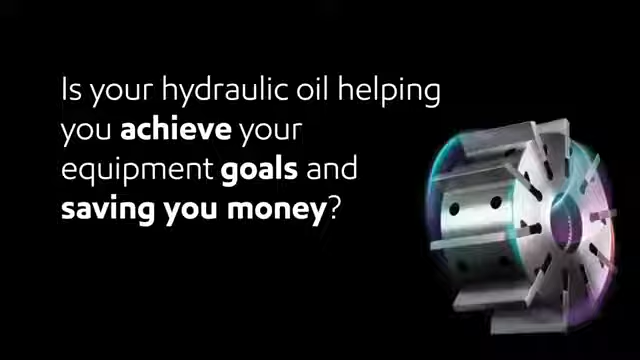 Is your hydraulic oil helping
you achieve your
equipment goals and
saving you money?